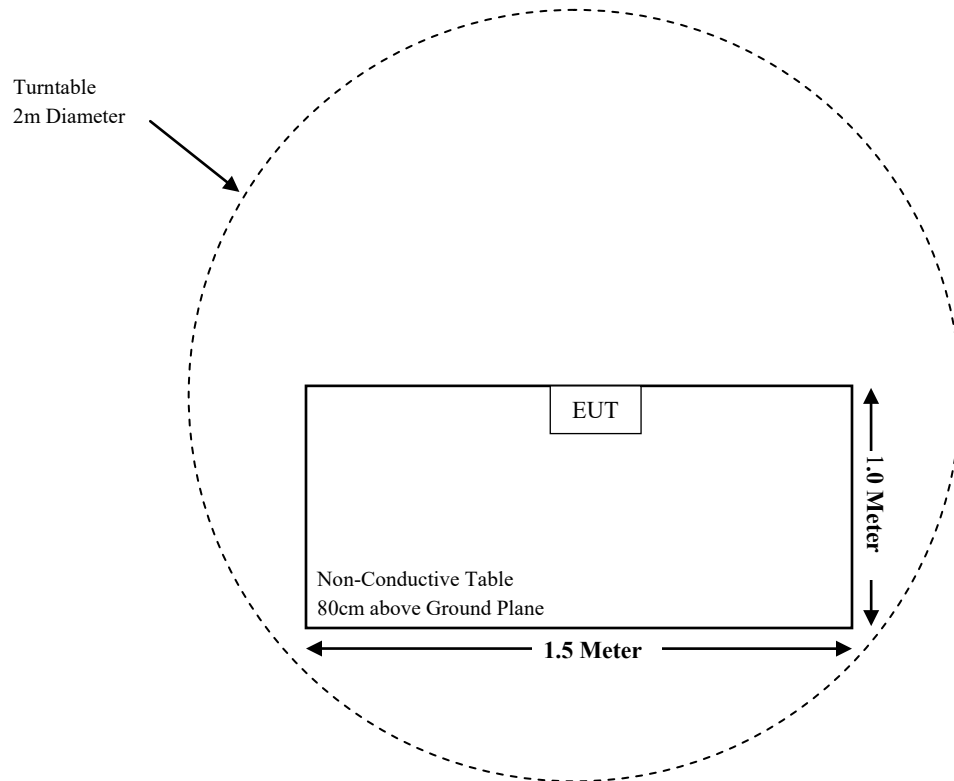 Turntable
2m Diameter
EUT
1.0 Meter
Non-Conductive Table
80cm above Ground Plane
1.5 Meter